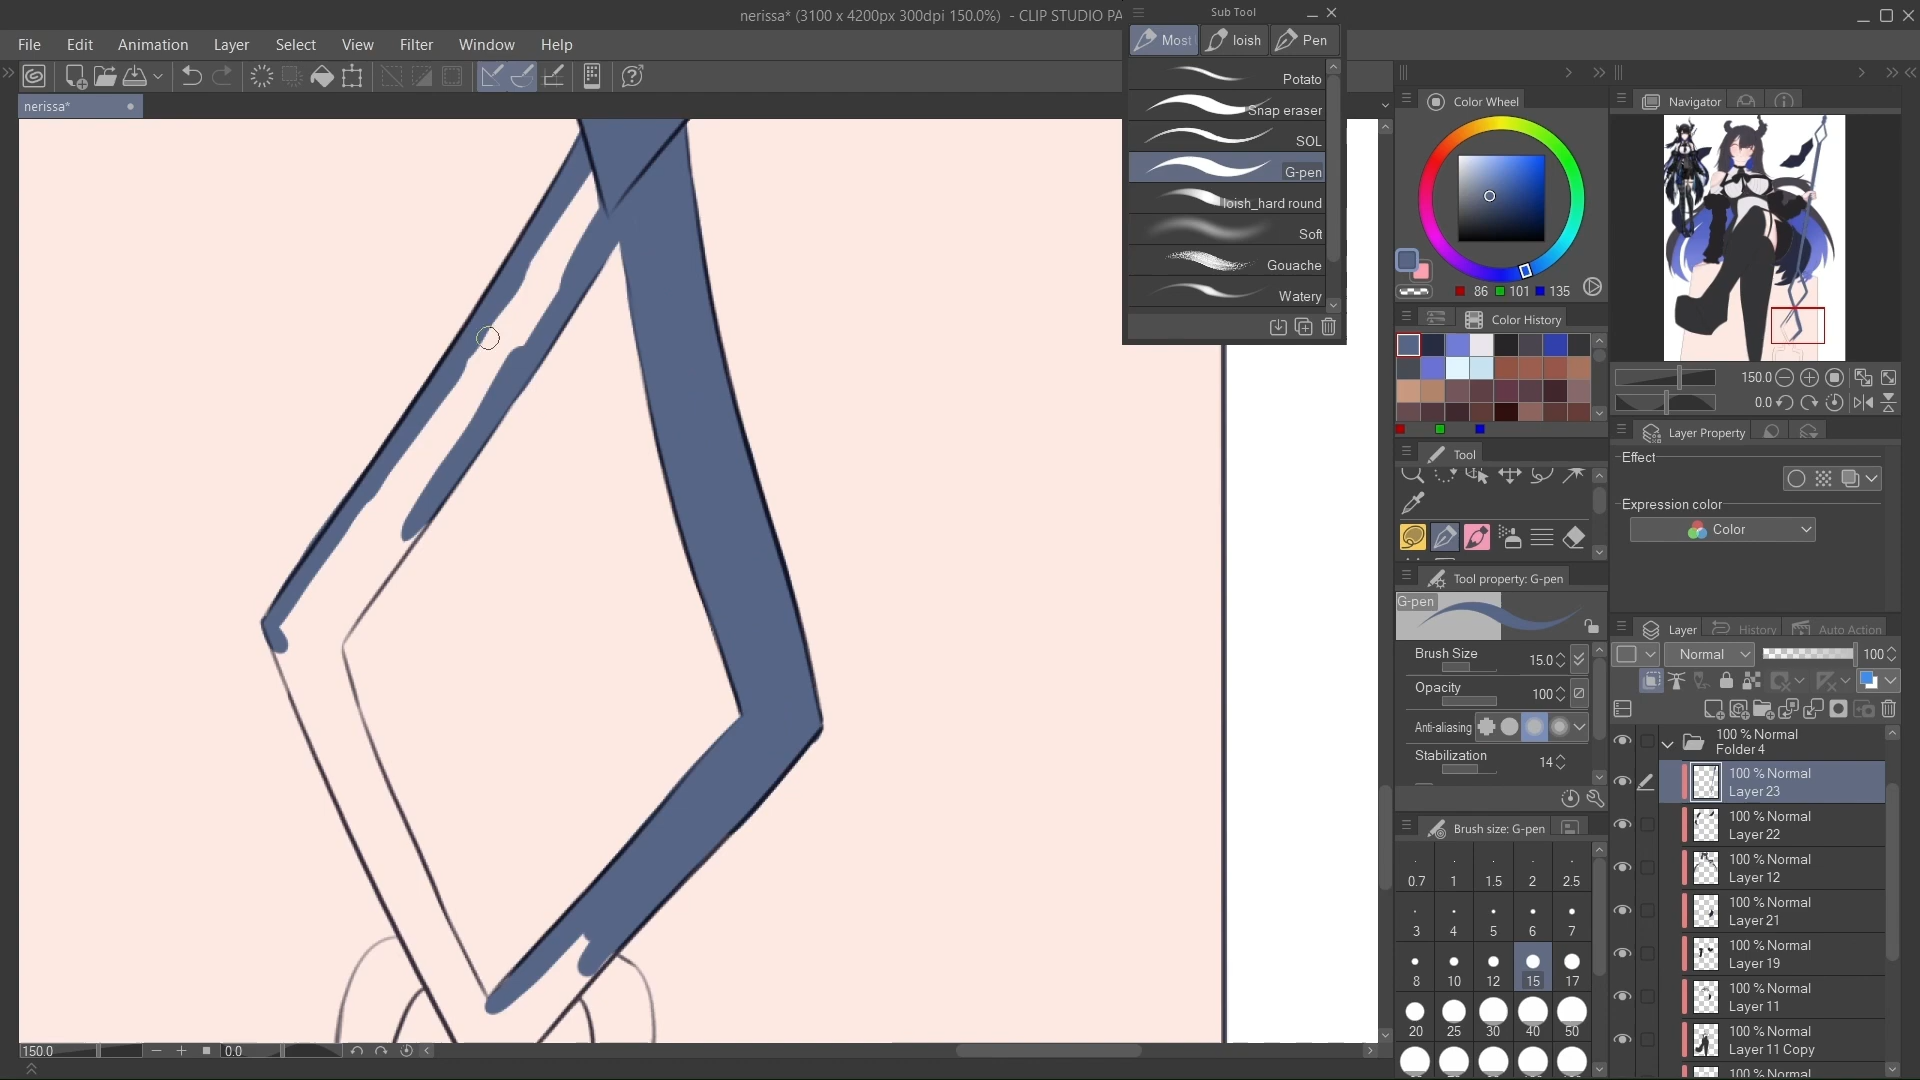 nerissa* (3100 x 4200px 300dpi 150.0%) - CLIP STUDIO PA
Sub Tool
File Edit Animation Layer Select View Filter Window Help
Most loish Pen
nerissa*
Potato
Snap eraser
SOL
G-pen
loish_hard round
Soft
Gouache
Watery
Color Wheel
86 101 135
Color History
Tool
Tool property: G-pen
G-pen
Brush Size 15.0
Opacity 100
Anti-aliasing
Stabilization 14
Brush size: G-pen
0.7 1 1.5 2 2.5
3 4 5 6 7
8 10 12 15 17
20 25 30 40 50
Navigator
150.0
0.0
Layer Property
Effect
Expression color
Color
Layer History Auto Action
Normal 100
100 % Normal
Folder 4
100 % Normal
Layer 23
100 % Normal
Layer 22
100 % Normal
Layer 12
100 % Normal
Layer 21
100 % Normal
Layer 19
100 % Normal
Layer 11
100 % Normal
Layer 11 Copy
100 % Normal
150.0 0.0